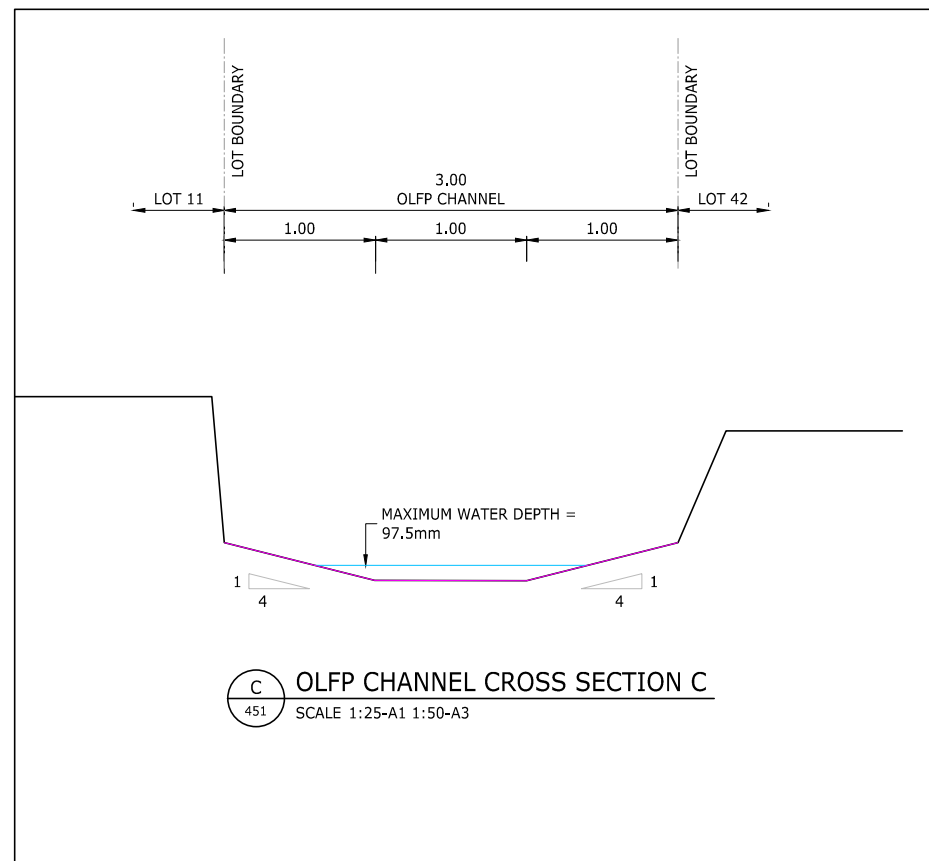 LOT BOUNDARY
LOT BOUNDARY
3.00
LOT 11
OLFP CHANNEL
LOT 42
1.00
1.00
1.00
MAXIMUM WATER DEPTH =
97.5mm
1
4
1
4
C
451
OLFP CHANNEL CROSS SECTION C
SCALE 1:25-A1 1:50-A3